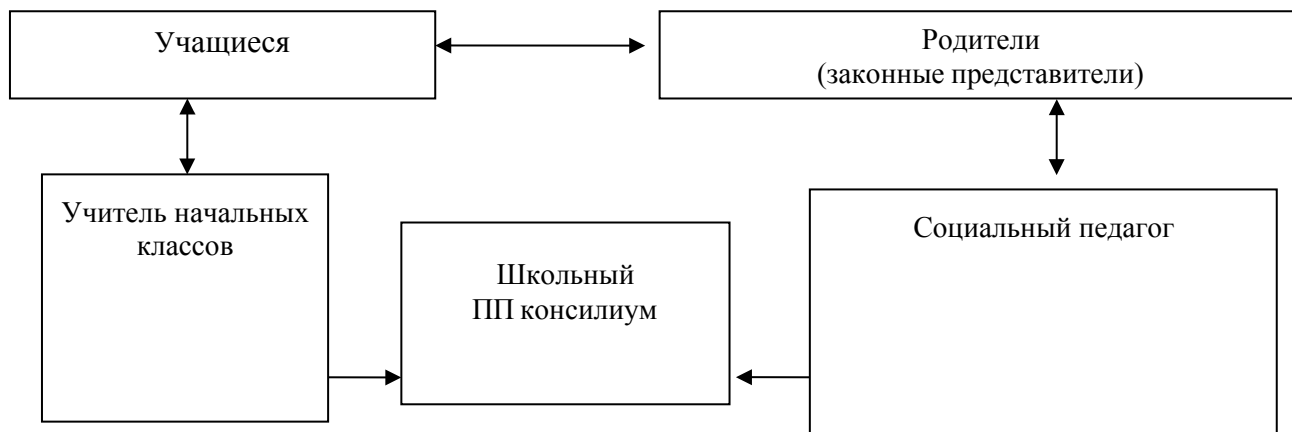 Учащиеся
Родители
(законные представители)
Учитель начальных
классов
Школьный
ПП консилиум
Социальный педагог